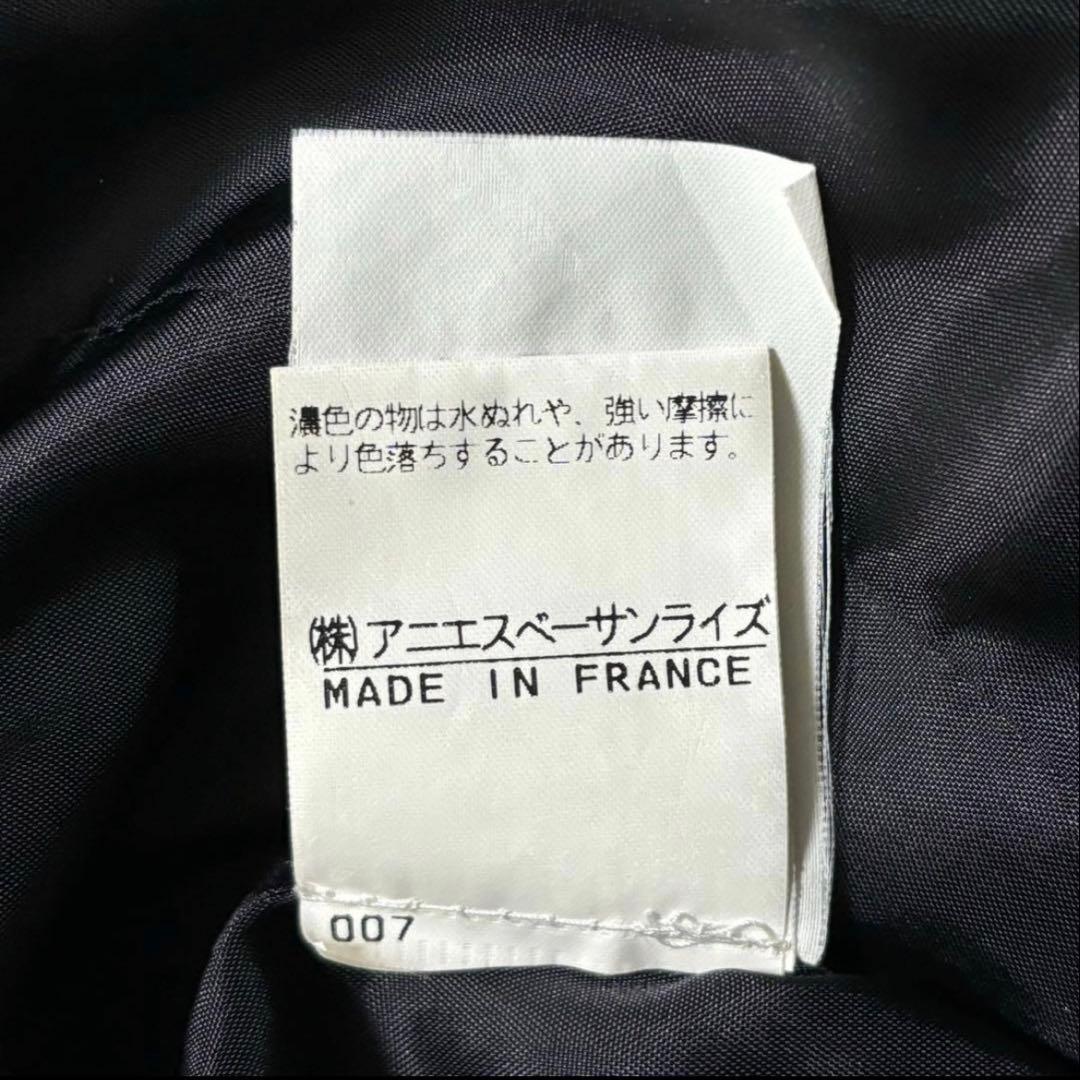 濃色の物は水ぬれや、強い摩擦に
より色落ちすることがあります。
㈱アニエスベーサンライズ
MADE IN FRANCE
007